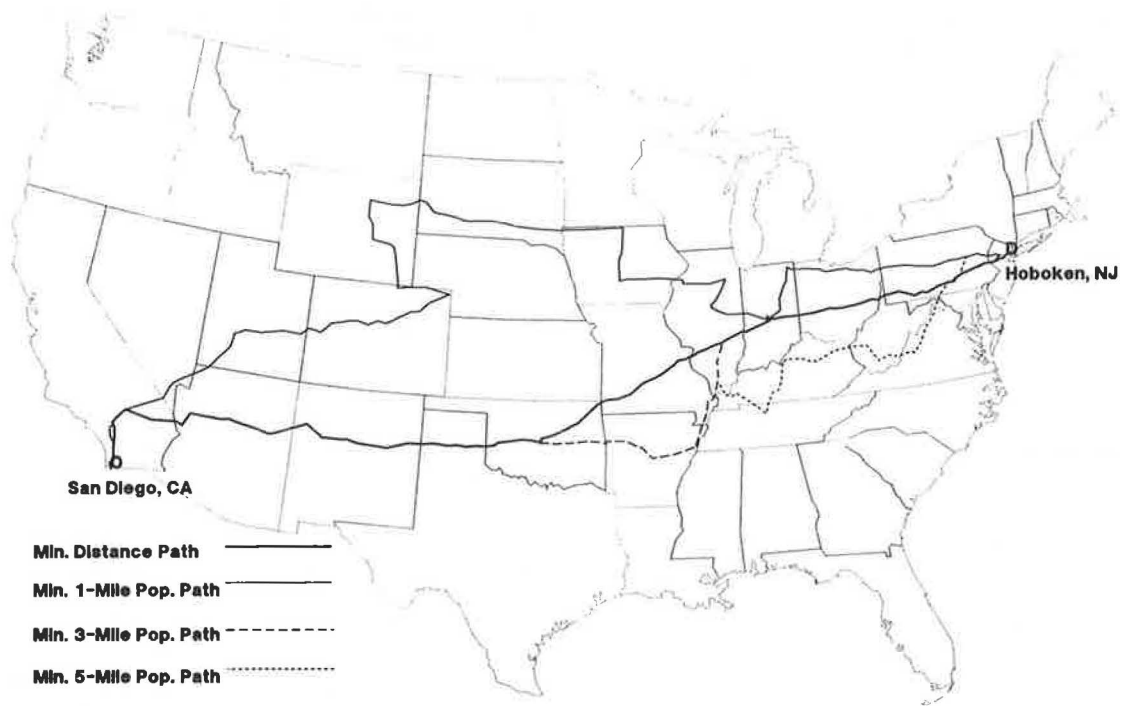 Hoboken, NJ
San Diego, CA
Min. Distance Path
Min. 1-Mile Pop. Path
Min. 3-Mile Pop. Path
Min. 5-Mile Pop. Path